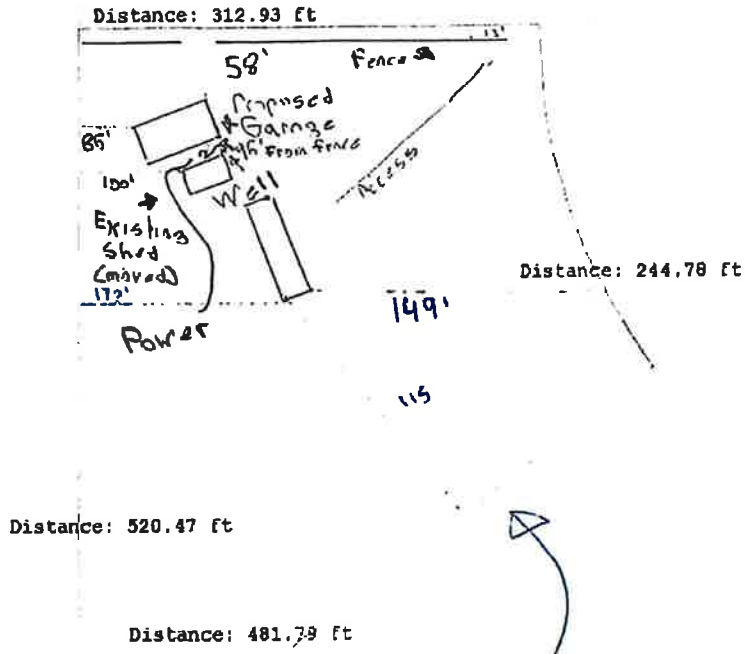 Distance: 312.93 ft
13'
58'
Fence
Proposed
Garage
85'
From fence
100'
Well
Access
Existing
Shed
(moved)
Distance: 244.78 ft
172'
149'
Power
115
Distance: 520.47 ft
Distance: 481.79 ft